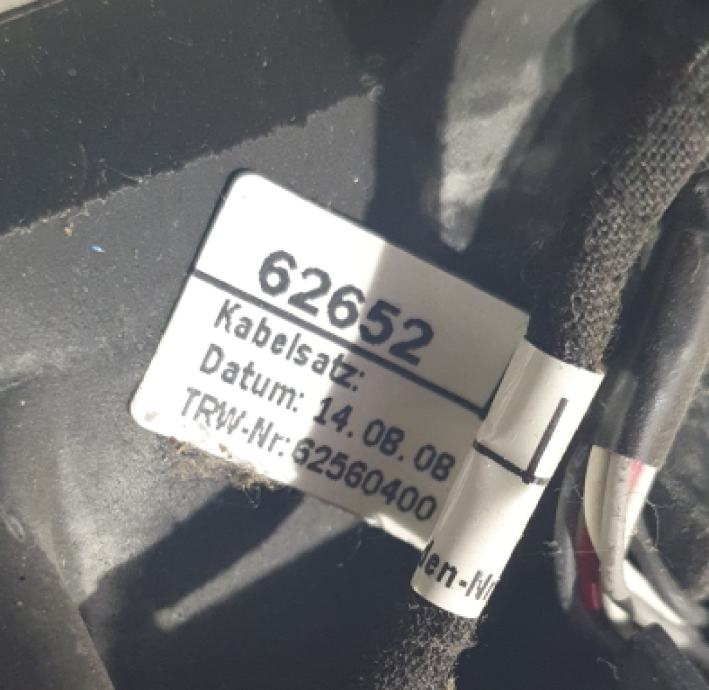 62652
Kabelsatz:
Datum: 14.08.08
TRW-Nr: 62560400